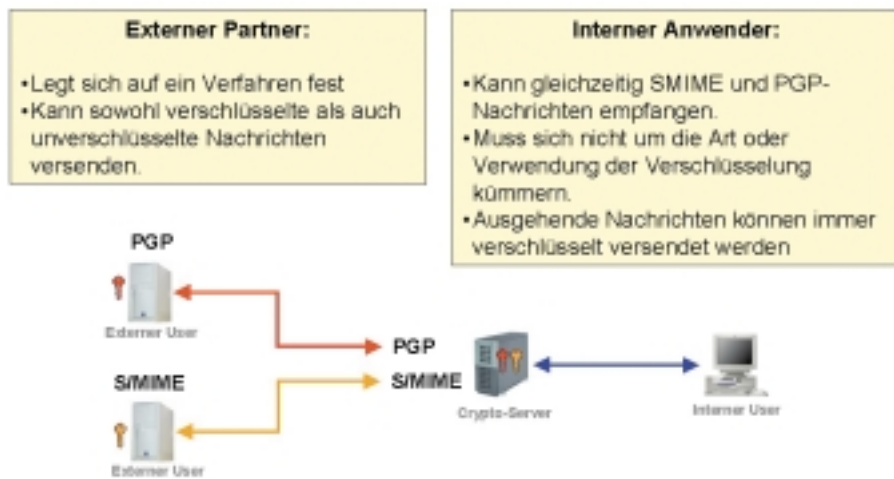 Externer Partner:
•Legt sich auf ein Verfahren fest
•Kann sowohl verschlüsselte als auch
unverschlüsselte Nachrichten
versenden.
Interner Anwender:
•Kann gleichzeitig SMIME und PGP-
Nachrichten empfangen.
•Muss sich nicht um die Art oder
Verwendung der Verschlüsselung
kümmern.
•Ausgehende Nachrichten können immer
verschlüsselt versendet werden
PGP
Externer User
S/MIME
Externer User
PGP
S/MIME
Crypto-Server
Interner User